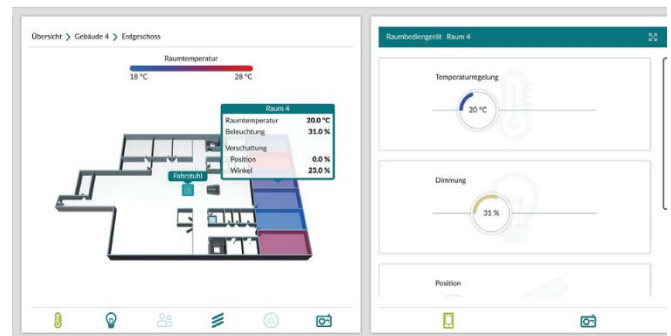 Übersicht > Gebäude 4 > Erdgeschoss
Raumtemperatur
18 °C 28 °C
Raum 4
Raumtemperatur 20.0 °C
Beleuchtung 31.0 %
Verschattung
Position 0.0 %
Winkel 23.0 %
Fahrstuhl
Raumbediengerät Raum 4
Temperaturregelung
20 °C
Dimmung
31 %
Position